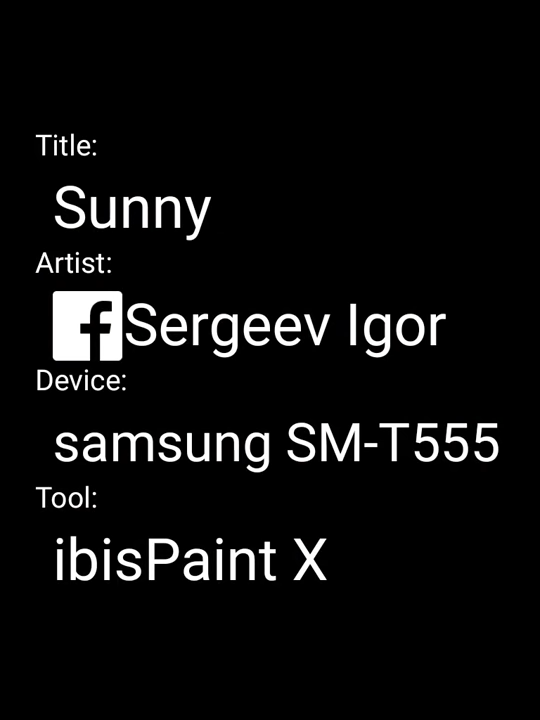 Title:
Sunny
Artist:
Sergeev Igor
Device:
samsung SM-T555
Tool:
ibisPaint X